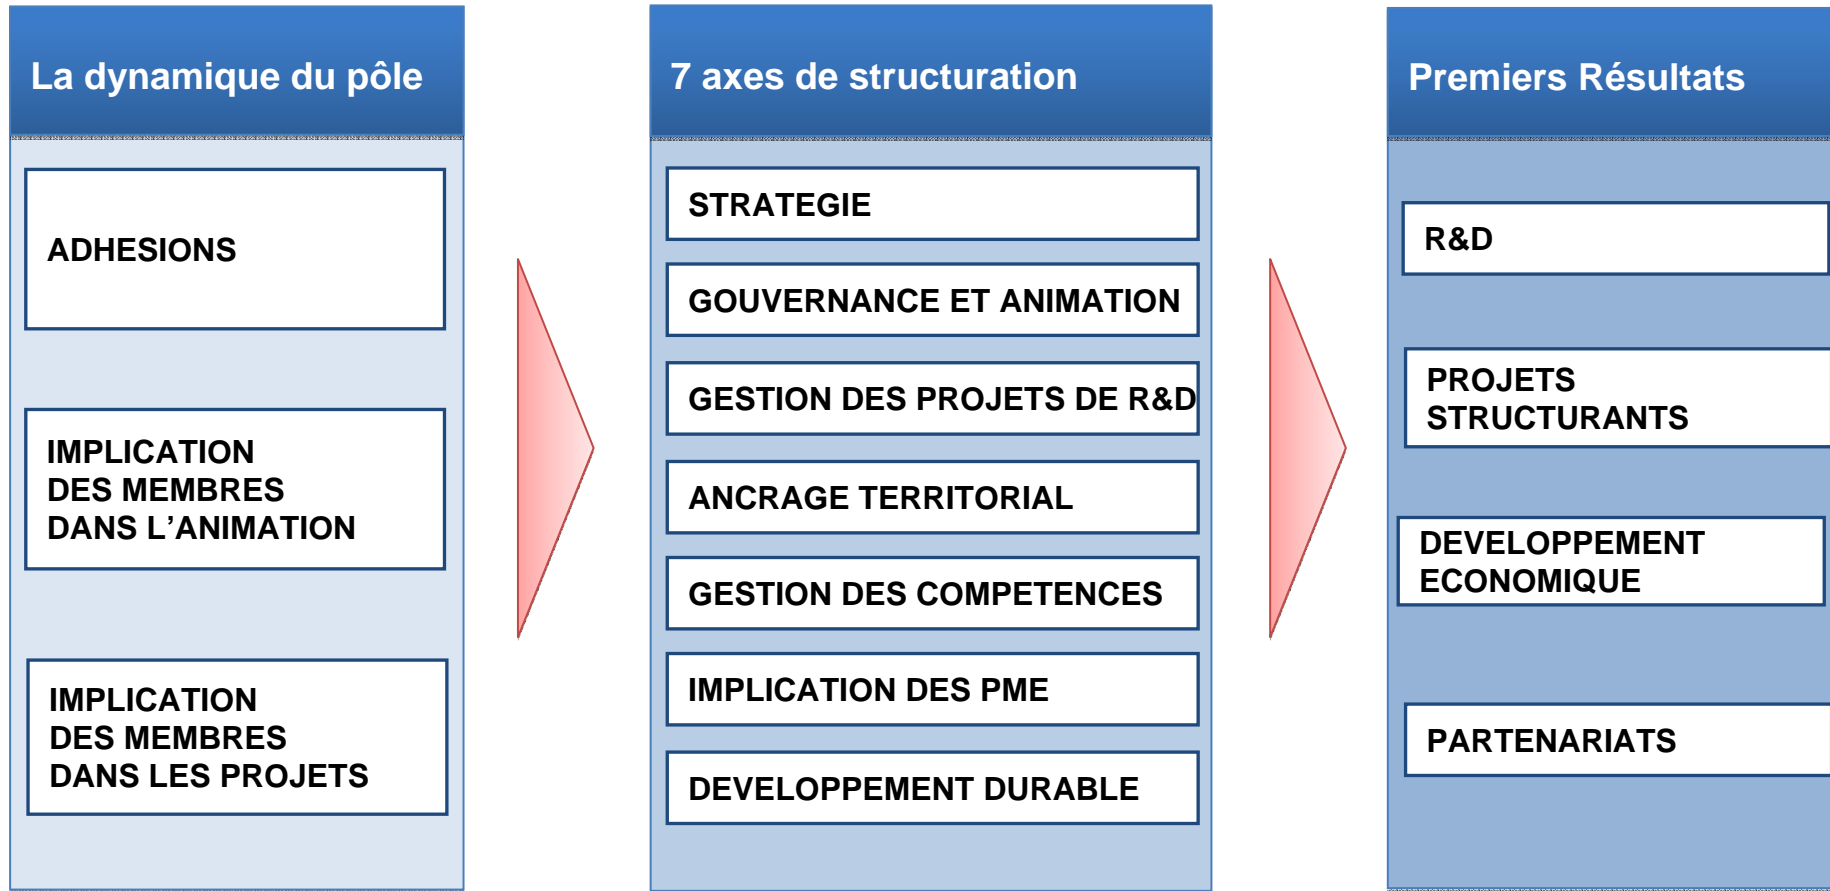 La dynamique du pôle
ADHESIONS
IMPLICATION
DES MEMBRES
DANS L’ANIMATION
IMPLICATION
DES MEMBRES
DANS LES PROJETS
7 axes de structuration
STRATEGIE
GOUVERNANCE ET ANIMATION
GESTION DES PROJETS DE R&D
ANCRAGE TERRITORIAL
GESTION DES COMPETENCES
IMPLICATION DES PME
DEVELOPPEMENT DURABLE
Premiers Résultats
R&D
PROJETS
STRUCTURANTS
DEVELOPPEMENT
ECONOMIQUE
PARTENARIATS